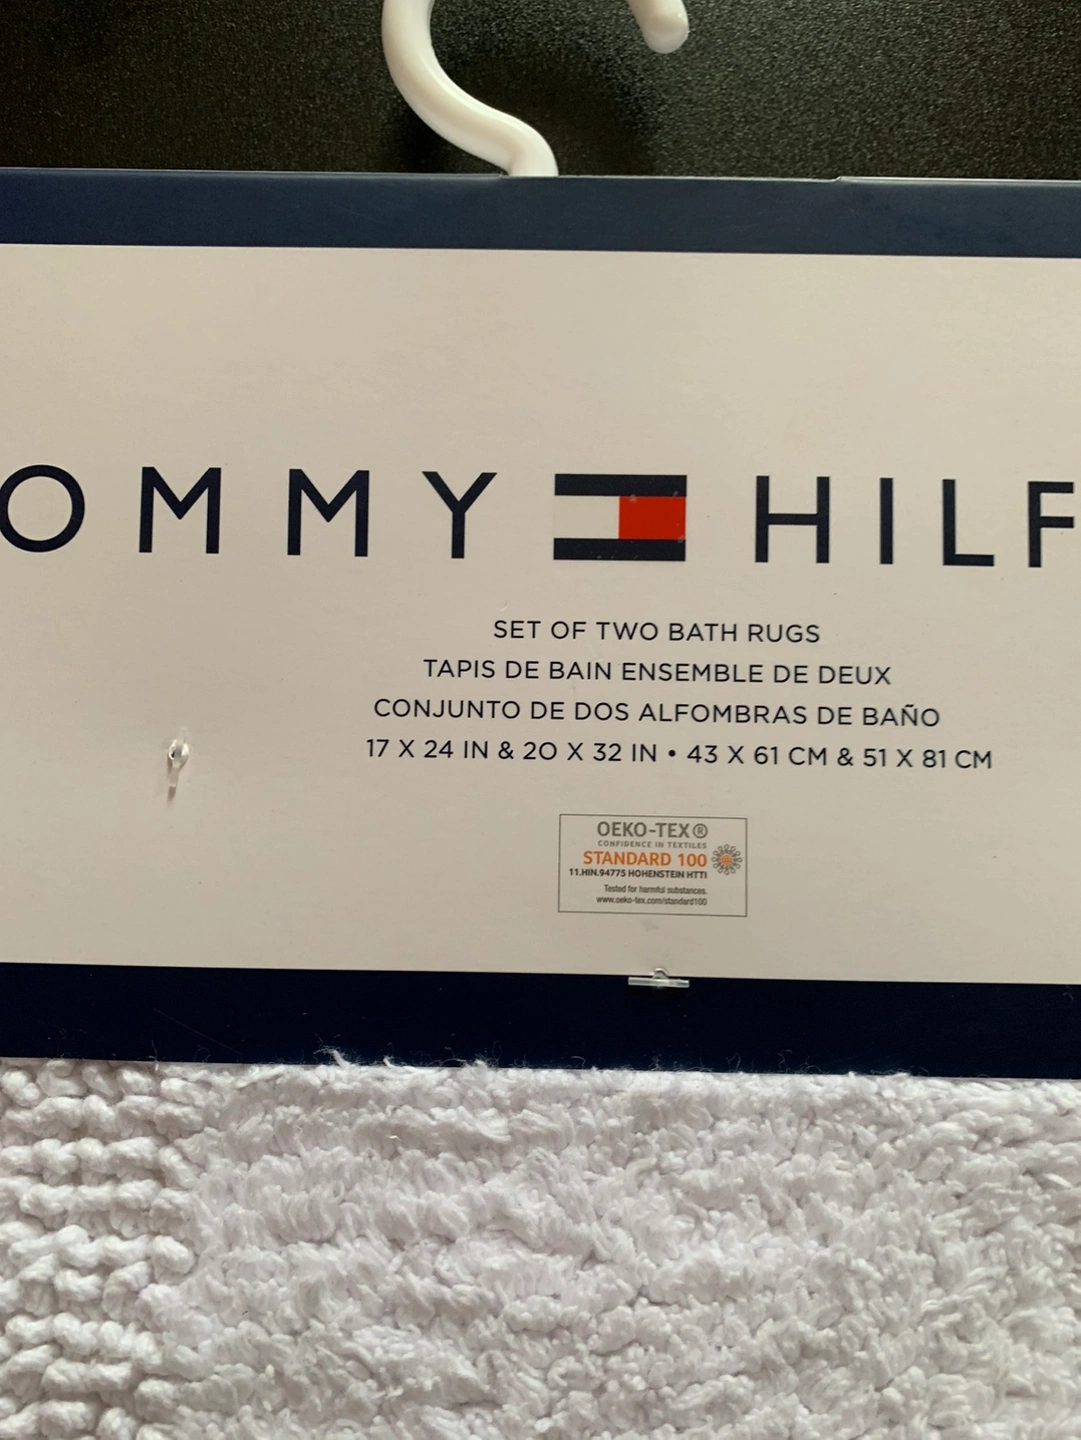 OMMY HILF
SET OF TWO BATH RUGS
TAPIS DE BAIN ENSEMBLE DE DEUX
CONJUNTO DE DOS ALFOMBRAS DE BAÑO
17 X 24 IN & 20 X 32 IN • 43 X 61 CM & 51 X 81 CM
OEKO-TEX®
CONFIDENCE IN TEXTILES
STANDARD 100
11.HIN.94775 HOHENSTEIN HTTI
Tested for harmful substances.
www.oeko-tex.com/standard100